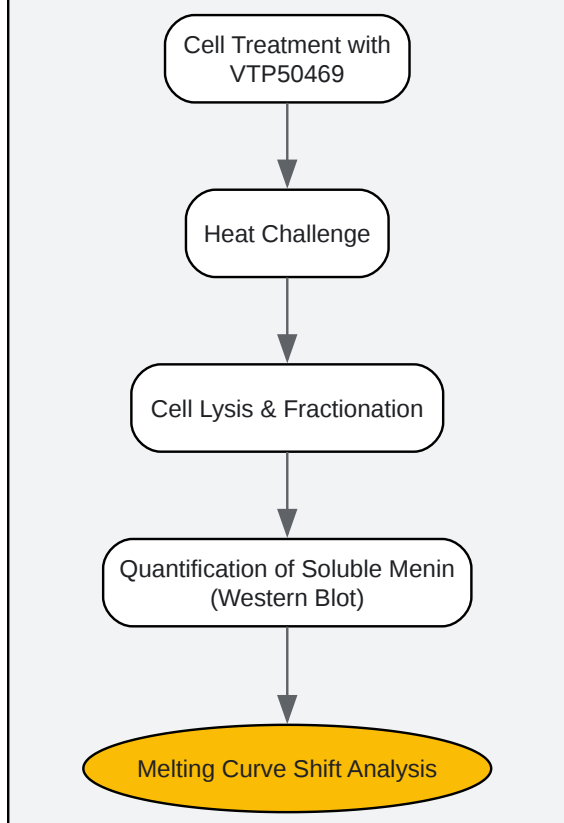 Cell Treatment with
VTP50469
Heat Challenge
Cell Lysis & Fractionation
Quantification of Soluble Menin
(Western Blot)
Melting Curve Shift Analysis